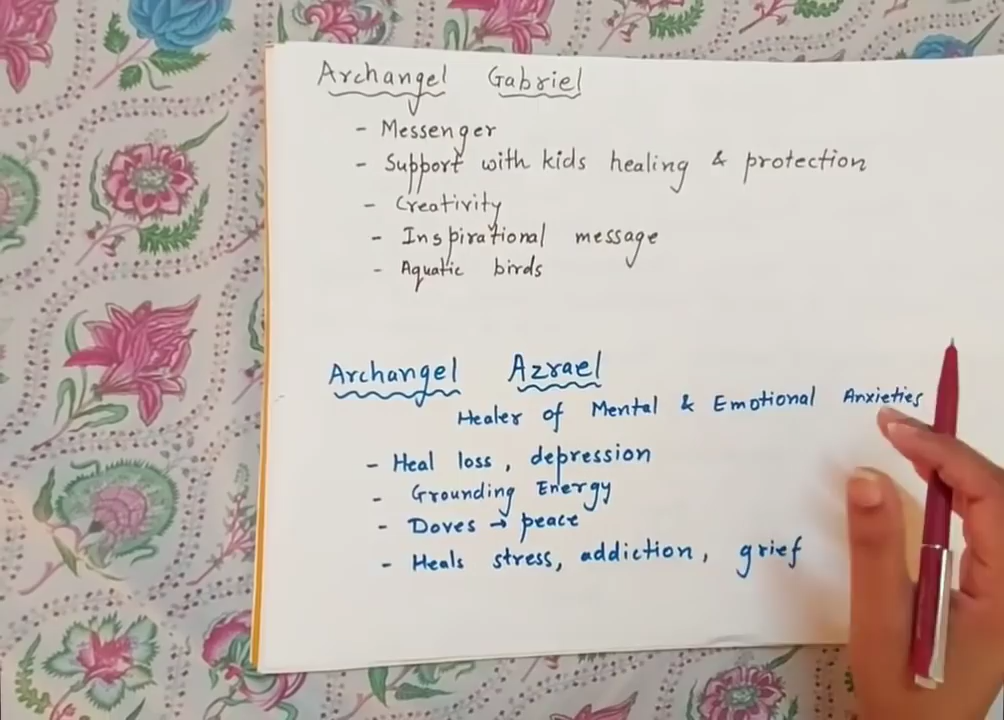 Archangel Gabriel
- Messenger
- Support with kids healing & protection
- Creativity
- Inspirational message
- Aquatic birds
Archangel Azrael
Healer of Mental & Emotional Anxieties
- Heal loss, depression
- Grounding Energy
- Doves → peace
- Heals stress, addiction, grief